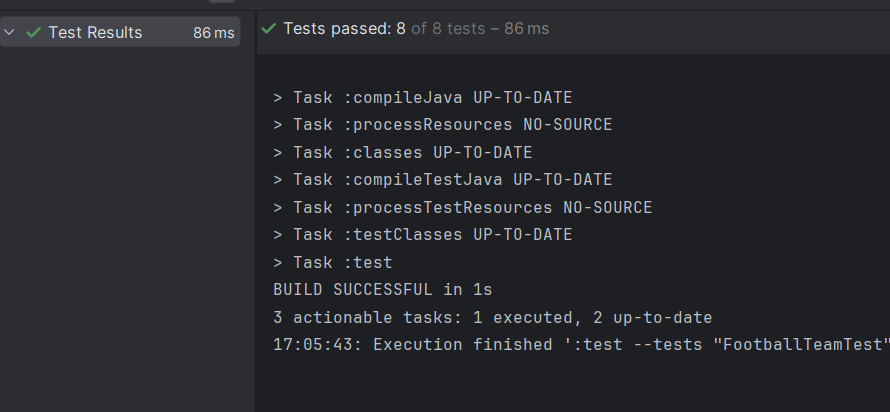 Test Results 86 ms
Tests passed: 8 of 8 tests – 86 ms
> Task :compileJava UP-TO-DATE
> Task :processResources NO-SOURCE
> Task :classes UP-TO-DATE
> Task :compileTestJava UP-TO-DATE
> Task :processTestResources NO-SOURCE
> Task :testClasses UP-TO-DATE
> Task :test
BUILD SUCCESSFUL in 1s
3 actionable tasks: 1 executed, 2 up-to-date
17:05:43: Execution finished ':test --tests "FootballTeamTest"